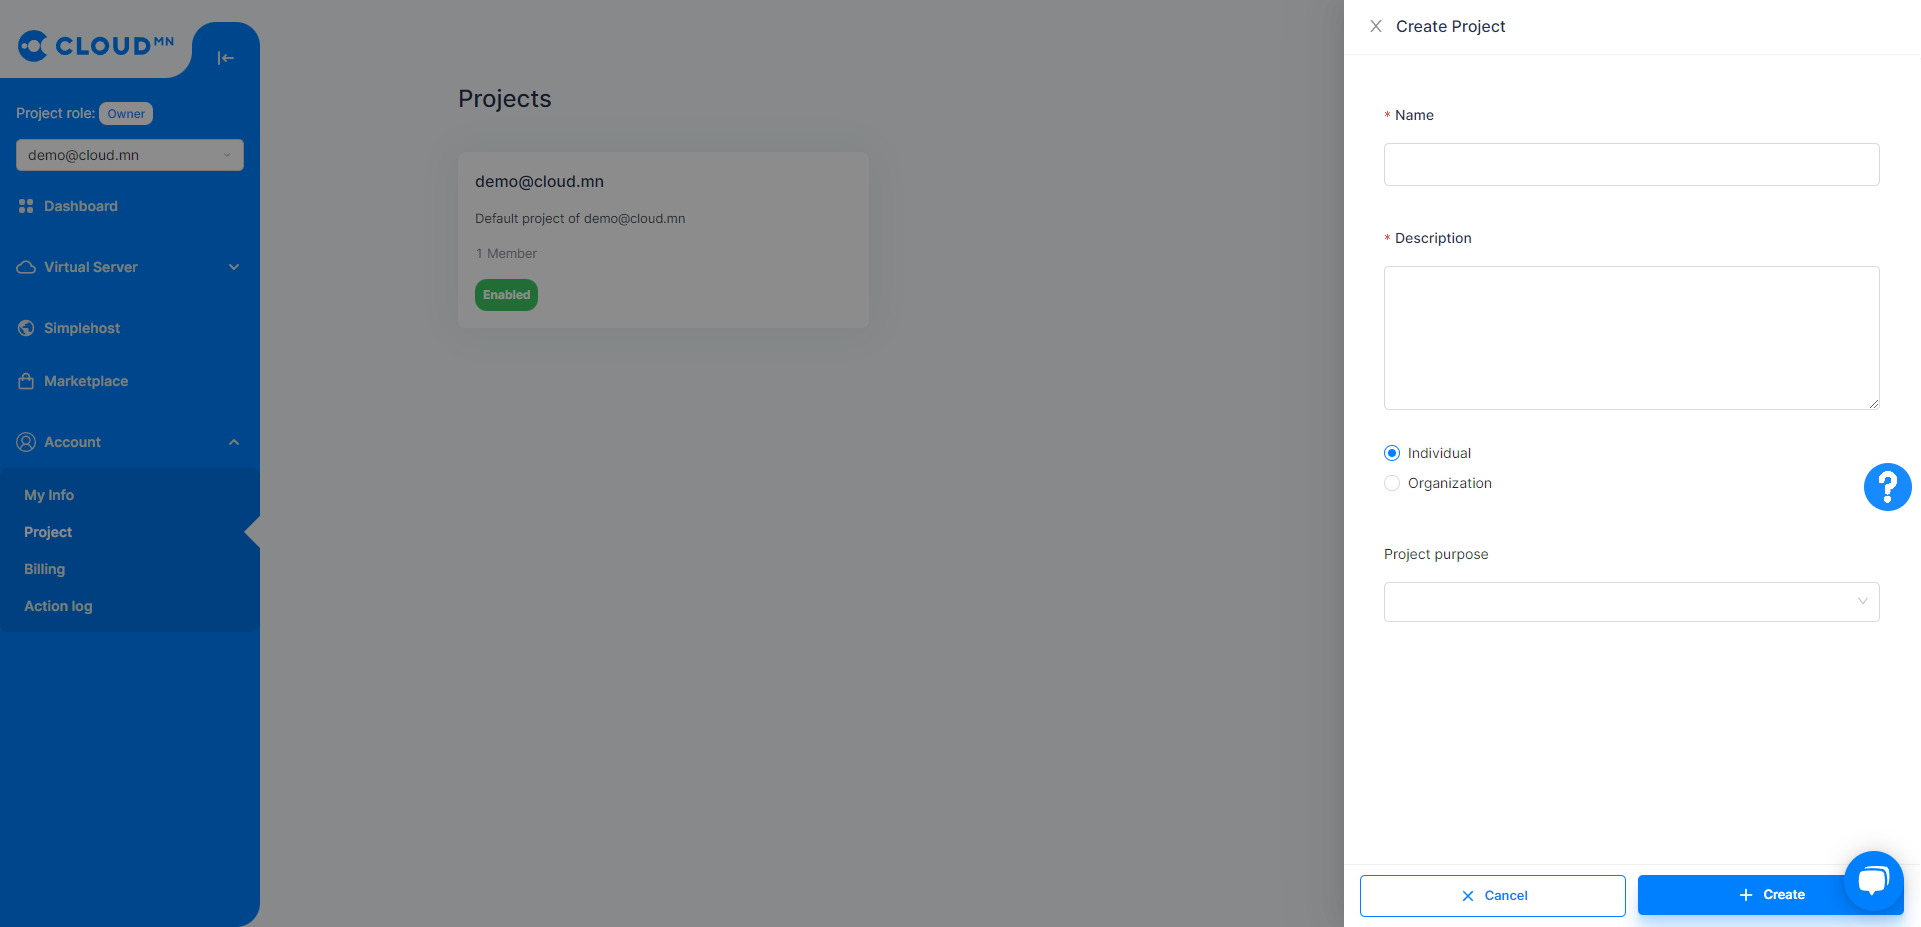 CLOUDMN
Project role: Owner
demo@cloud.mn
Dashboard
Virtual Server
Simplehost
Marketplace
Account
My Info
Project
Billing
Action log
Projects
demo@cloud.mn
Default project of demo@cloud.mn
1 Member
Enabled
Create Project
* Name
* Description
Individual
Organization
Project purpose
Cancel
Create